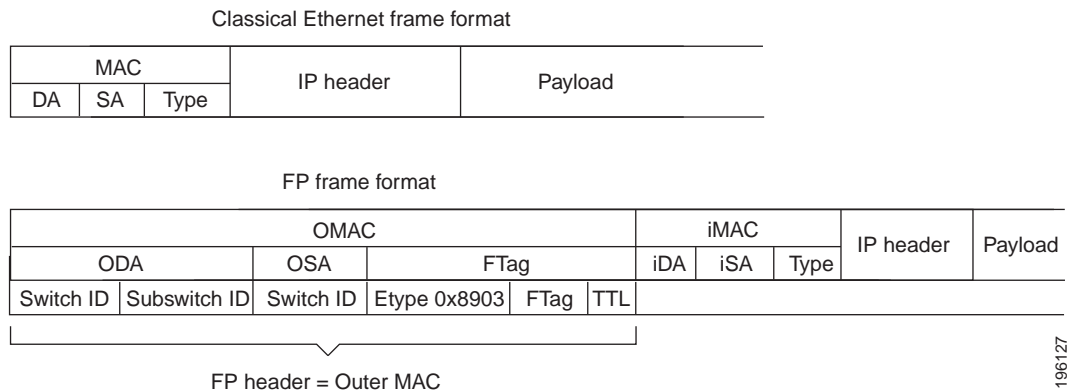 Classical Ethernet frame format
MAC IP header Payload
DA SA Type
FP frame format
OMAC iMAC IP header Payload
ODA OSA FTag iDA iSA Type
Switch ID Subswitch ID Switch ID Etype 0x8903 FTag TTL
FP header = Outer MAC
196127